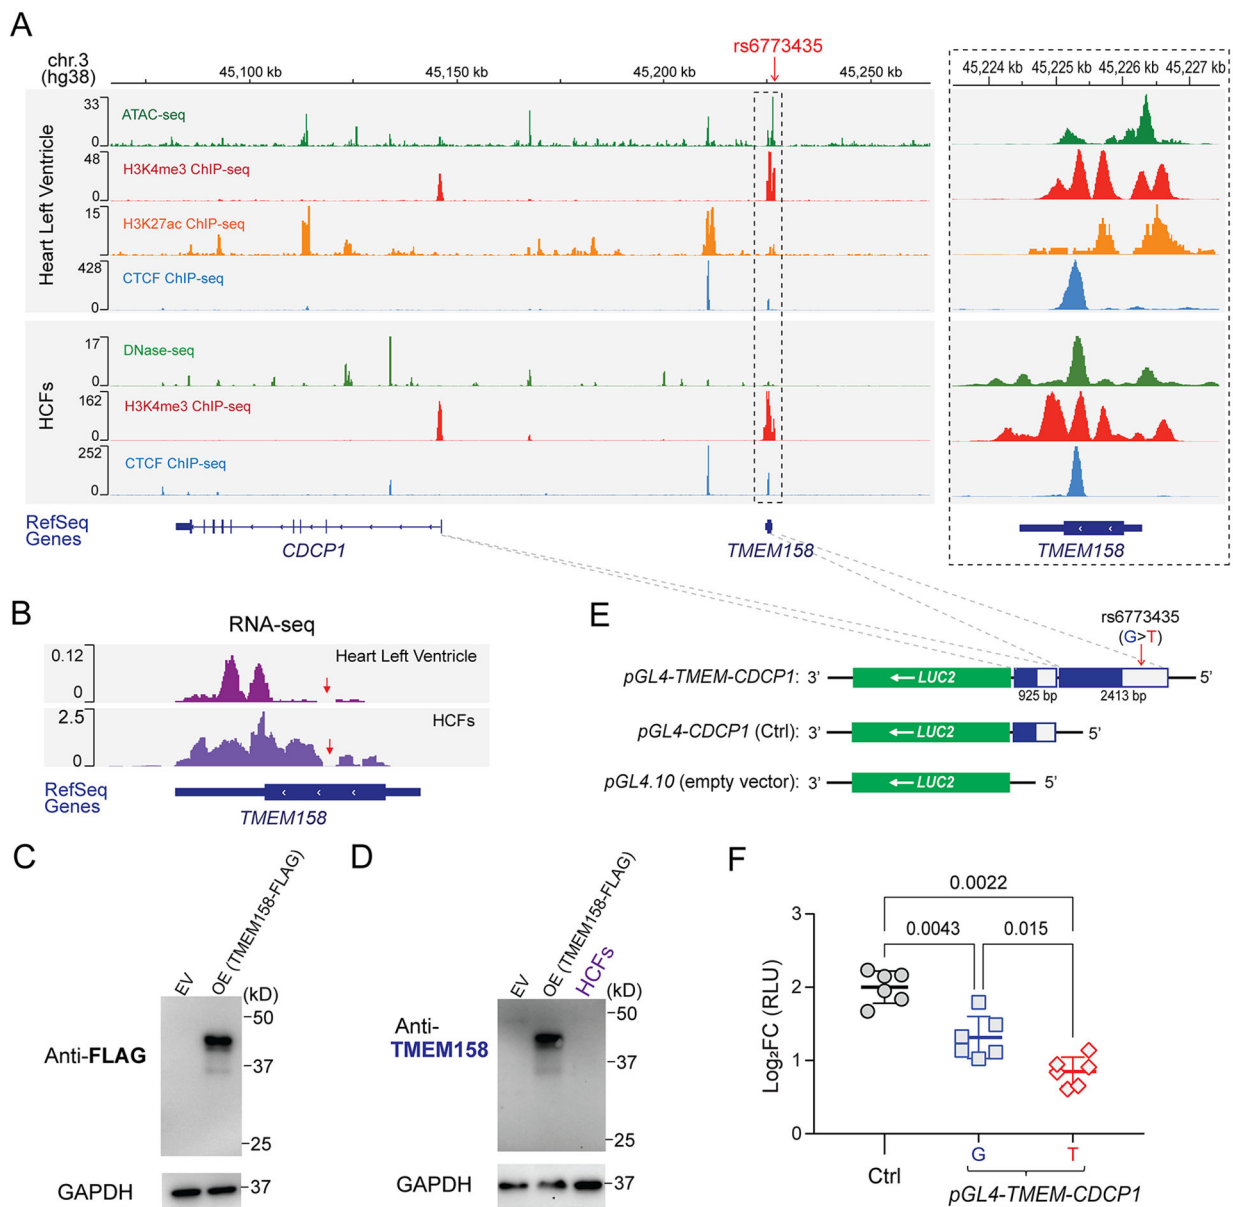 A
chr.3
(hg38)
45,100 kb
45,150 kb
45,200 kb
45,250 kb
rs6773435
45,224 kb
45,225 kb
45,226 kb
45,227 kb
Heart Left Ventricle
33
0
ATAC-seq
48
0
H3K4me3 ChIP-seq
15
0
H3K27ac ChIP-seq
428
0
CTCF ChIP-seq
HCFs
17
0
DNase-seq
162
0
H3K4me3 ChIP-seq
252
0
CTCF ChIP-seq
RefSeq
Genes
CDCP1
TMEM158
TMEM158
B
RNA-seq
0.12
0
Heart Left Ventricle
2.5
0
HCFs
RefSeq
Genes
TMEM158
E
rs6773435
(G>T)
pGL4-TMEM-CDCP1: 3' LUC2 5'
925 bp
2413 bp
pGL4-CDCP1 (Ctrl): 3' LUC2 5'
pGL4.10 (empty vector): 3' LUC2 5'
C
EV
OE (TMEM158-FLAG)
(kD)
50
37
25
Anti-FLAG
GAPDH
37
D
EV
OE (TMEM158-FLAG)
HCFs
(kD)
50
37
25
Anti-
TMEM158
GAPDH
37
F
0.0022
0.0043
0.015
Log₂FC (RLU)
3
2
1
0
Ctrl
G
T
pGL4-TMEM-CDCP1